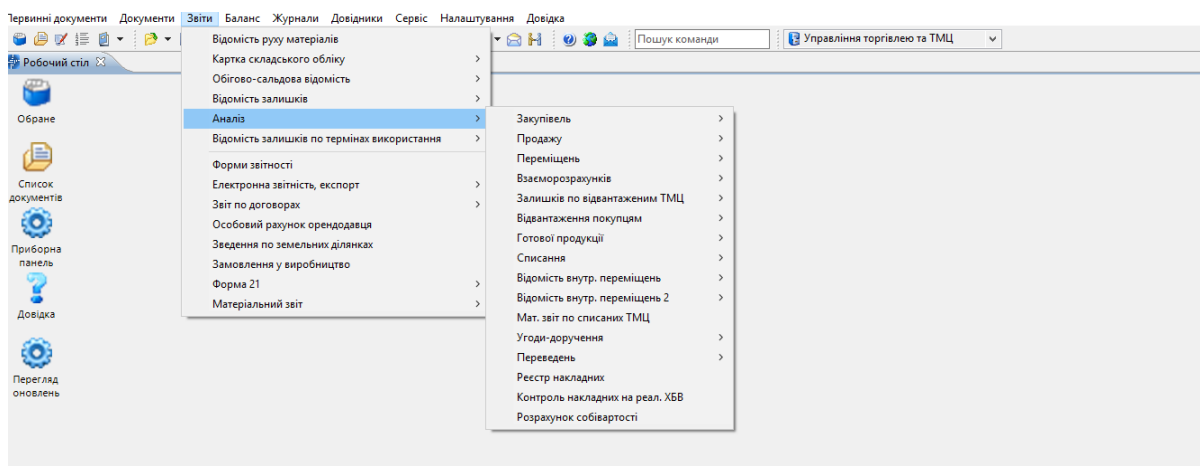 Первинні документи Документи Звіти Баланс Журнали Довідники Сервіс Налаштування Довідка
Пошук команди
Управління торгівлею та ТМЦ
Робочий стіл
Обране
Список
документів
Приборна
панель
Довідка
Перегляд
оновлень
Відомість руху матеріалів
Картка складського обліку
Обігово-сальдова відомість
Відомість залишків
Аналіз
Відомість залишків по термінах використання
Форми звітності
Електронна звітність, експорт
Звіт по договорах
Особовий рахунок орендодавця
Зведення по земельних ділянках
Замовлення у виробництво
Форма 21
Матеріальний звіт
Закупівель
Продажу
Переміщень
Взаєморозрахунків
Залишків по відвантаженим ТМЦ
Відвантаження покупцям
Готової продукції
Списання
Відомість внутр. переміщень
Відомість внутр. переміщень 2
Мат. звіт по списаних ТМЦ
Угоди-доручення
Переведень
Реєстр накладних
Контроль накладних на реал. ХБВ
Розрахунок собівартості